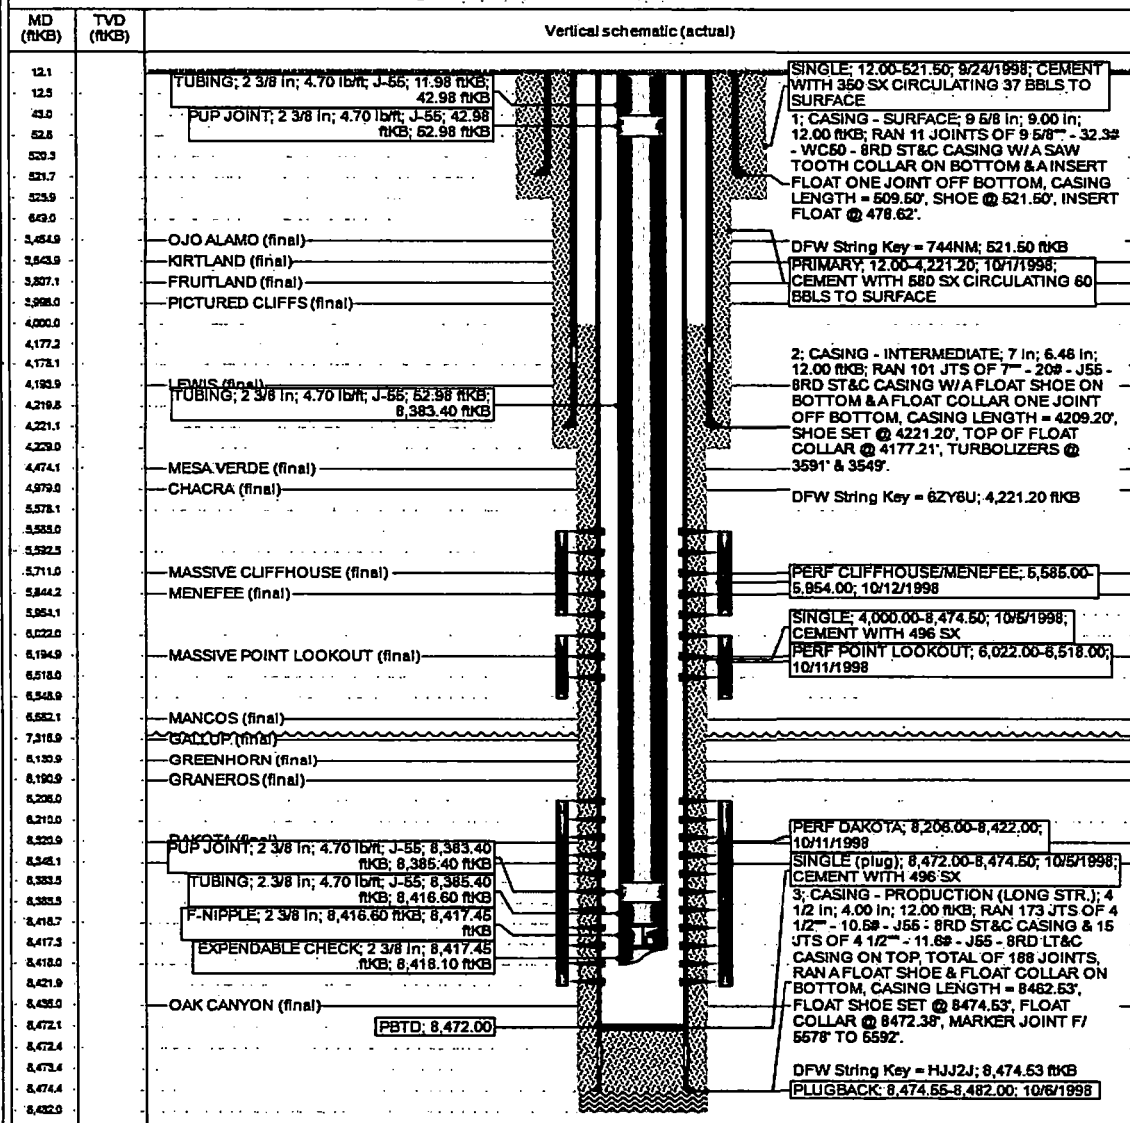 MD
(ftKB)
TVD
(ftKB)
Vertical schematic (actual)
12.1
12.5
43.0
52.8
520.3
521.7
525.9
643.0
3,454.9
3,543.9
3,807.1
3,998.0
4,000.0
4,177.2
4,178.1
4,193.9
4,219.8
4,221.1
4,229.0
4,474.1
4,979.0
5,578.1
5,585.0
5,592.5
5,711.0
5,844.2
5,954.1
6,022.0
6,194.9
6,518.0
6,548.9
6,582.1
7,316.9
8,130.9
8,190.9
8,206.0
8,210.0
8,320.9
8,345.1
8,383.5
8,385.5
8,416.7
8,417.3
8,418.0
8,421.9
8,436.0
8,472.1
8,472.4
8,473.4
8,474.4
8,482.0
TUBING; 2 3/8 in; 4.70 lb/ft; J-55; 11.98 ftKB;
42.98 ftKB
PUP JOINT; 2 3/8 in; 4.70 lb/ft; J-55; 42.98
ftKB; 52.98 ftKB
OJO ALAMO (final)
KIRTLAND (final)
FRUITLAND (final)
PICTURED CLIFFS (final)
LEWIS (final)
TUBING; 2 3/8 in; 4.70 lb/ft; J-55; 52.98 ftKB;
8,383.40 ftKB
MESA VERDE (final)
CHACRA (final)
MASSIVE CLIFFHOUSE (final)
MENEFEE (final)
MASSIVE POINT LOOKOUT (final)
MANCOS (final)
GALLUP (final)
GREENHORN (final)
GRANEROS (final)
DAKOTA (final)
PUP JOINT; 2 3/8 in; 4.70 lb/ft; J-55; 8,383.40
ftKB; 8,385.40 ftKB
TUBING; 2 3/8 in; 4.70 lb/ft; J-55; 8,385.40
ftKB; 8,416.60 ftKB
F-NIPPLE; 2 3/8 in; 8,416.60 ftKB; 8,417.45
ftKB
EXPENDABLE CHECK; 2 3/8 in; 8,417.45
ftKB; 8,418.10 ftKB
OAK CANYON (final)
PBTD; 8,472.00
SINGLE; 12.00-521.50; 9/24/1998; CEMENT
WITH 350 SX CIRCULATING 37 BBLS TO
SURFACE
1; CASING - SURFACE; 9 5/8 in; 9.00 in;
12.00 ftKB; RAN 11 JOINTS OF 9 5/8"" - 32.3#
- WC50 - 8RD ST&C CASING W/ A SAW
TOOTH COLLAR ON BOTTOM & A INSERT
FLOAT ONE JOINT OFF BOTTOM, CASING
LENGTH = 509.50', SHOE @ 521.50', INSERT
FLOAT @ 478.62'.
DFW String Key = 744NM; 521.50 ftKB
PRIMARY; 12.00-4,221.20; 10/1/1998;
CEMENT WITH 580 SX CIRCULATING 60
BBLS TO SURFACE
2; CASING - INTERMEDIATE; 7 in; 6.46 in;
12.00 ftKB; RAN 101 JTS OF 7"" - 20# - J55 -
8RD ST&C CASING W/ A FLOAT SHOE ON
BOTTOM & A FLOAT COLLAR ONE JOINT
OFF BOTTOM, CASING LENGTH = 4209.20',
SHOE SET @ 4221.20', TOP OF FLOAT
COLLAR @ 4177.21', TURBOLIZERS @
3591' & 3549'.
DFW String Key = 6ZY6U; 4,221.20 ftKB
PERF CLIFFHOUSE/MENEFEE; 5,585.00-
5,954.00; 10/12/1998
SINGLE; 4,000.00-8,474.50; 10/5/1998;
CEMENT WITH 496 SX
PERF POINT LOOKOUT; 6,022.00-6,518.00;
10/11/1998
PERF DAKOTA; 8,206.00-8,422.00;
10/11/1998
SINGLE (plug); 8,472.00-8,474.50; 10/5/1998;
CEMENT WITH 496 SX
3; CASING - PRODUCTION (LONG STR.); 4
1/2 in; 4.00 in; 12.00 ftKB; RAN 173 JTS OF 4
1/2"" - 10.5# - J55 - 8RD ST&C CASING & 15
JTS OF 4 1/2"" - 11.6# - J55 - 8RD LT&C
CASING ON TOP, TOTAL OF 188 JOINTS,
RAN A FLOAT SHOE & FLOAT COLLAR ON
BOTTOM, CASING LENGTH = 8462.53',
FLOAT SHOE SET @ 8474.53', FLOAT
COLLAR @ 8472.38', MARKER JOINT F/
5578' TO 5592'.
DFW String Key = HJJ2J; 8,474.53 ftKB
PLUGBACK; 8,474.55-8,482.00; 10/6/1998